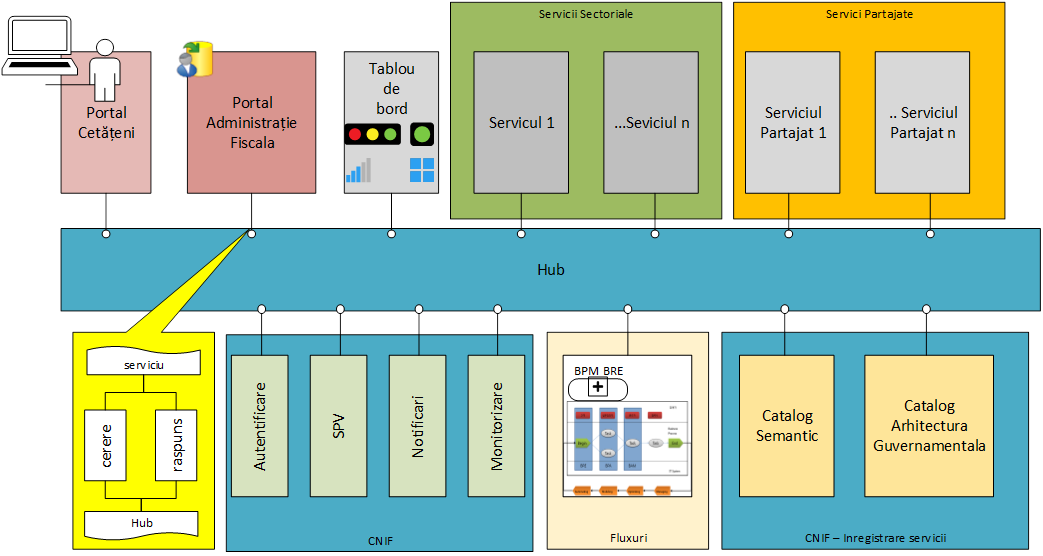 Servicii Sectoriale
Servici Partajate
Portal
Cetățeni
Portal
Administrație
Fiscala
Tablou
de
bord
Servicul 1
...Seviciul n
Serviciul
Partajat 1
.. Serviciul
Partajat n
Hub
serviciu
cerere
raspuns
Hub
Autentificare
SPV
Notificari
Monitorizare
CNIF
BPM BRE
Fluxuri
Catalog
Semantic
Catalog
Arhitectura
Guvernamentala
CNIF – Inregistrare servicii